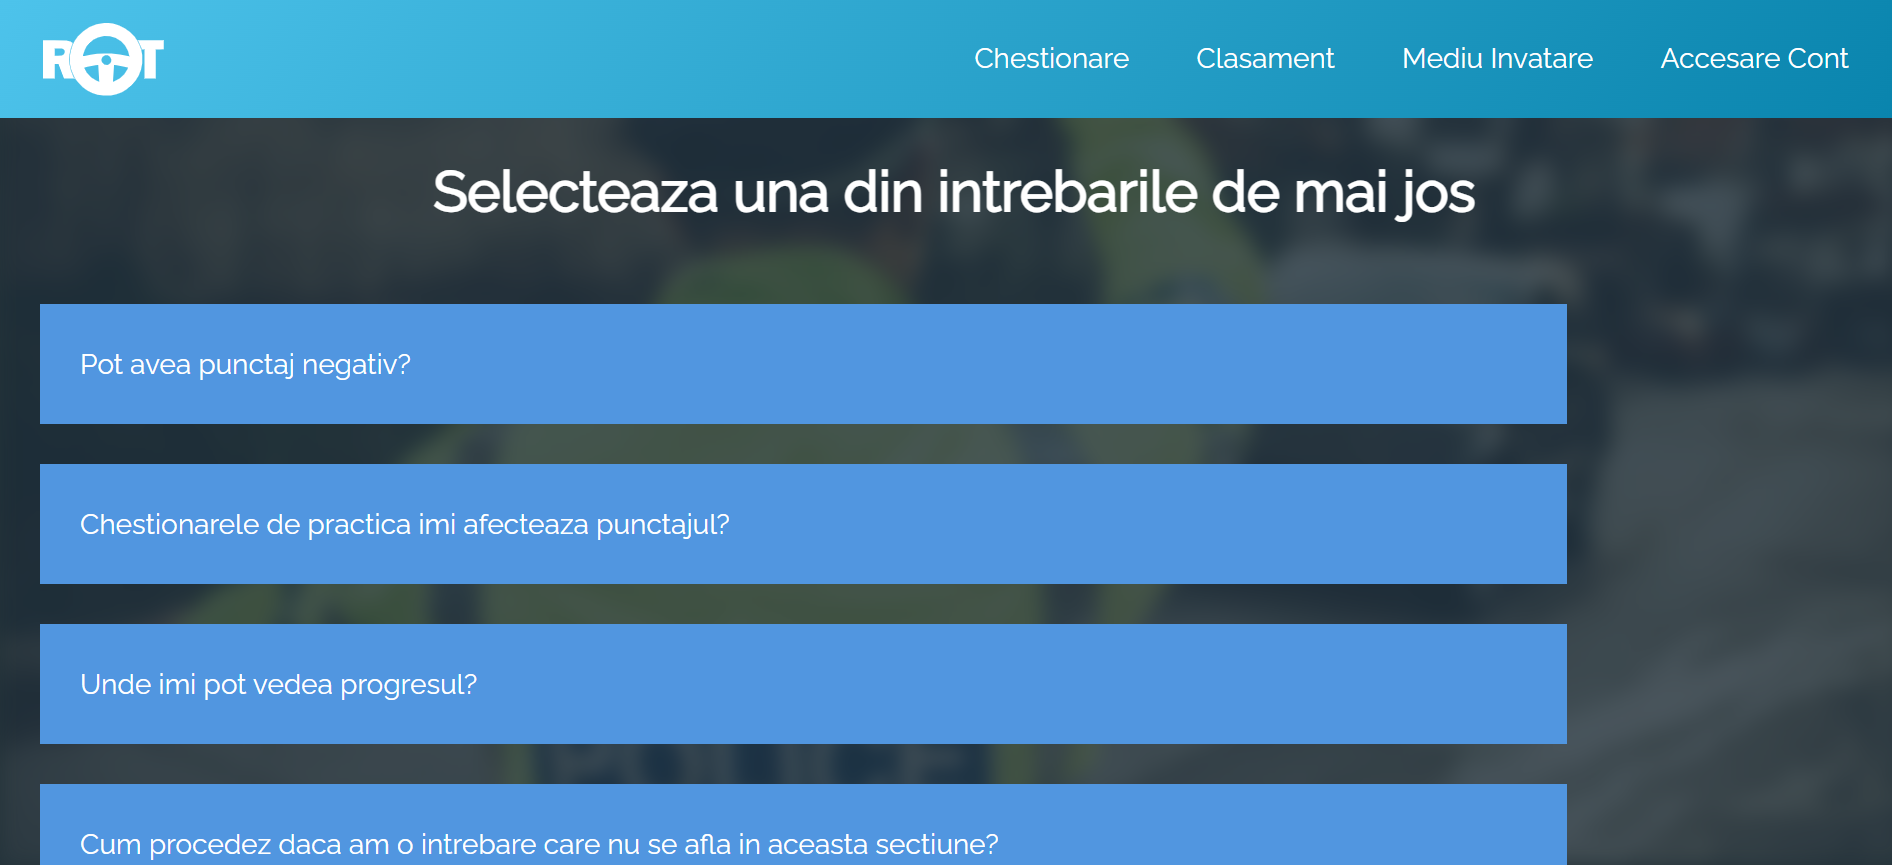 ROT
Chestionare Clasament Mediu Invatare Accesare Cont
Selecteaza una din intrebarile de mai jos
Pot avea punctaj negativ?
Chestionarele de practica imi afecteaza punctajul?
Unde imi pot vedea progresul?
POLICE
Cum procedez daca am o intrebare care nu se afla in aceasta sectiune?